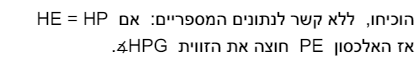 הוכיחו, ללא קשר לנתונים המספריים: אם HE = HP
אז האלכסון PE חוצה את הזווית ∡HPG.